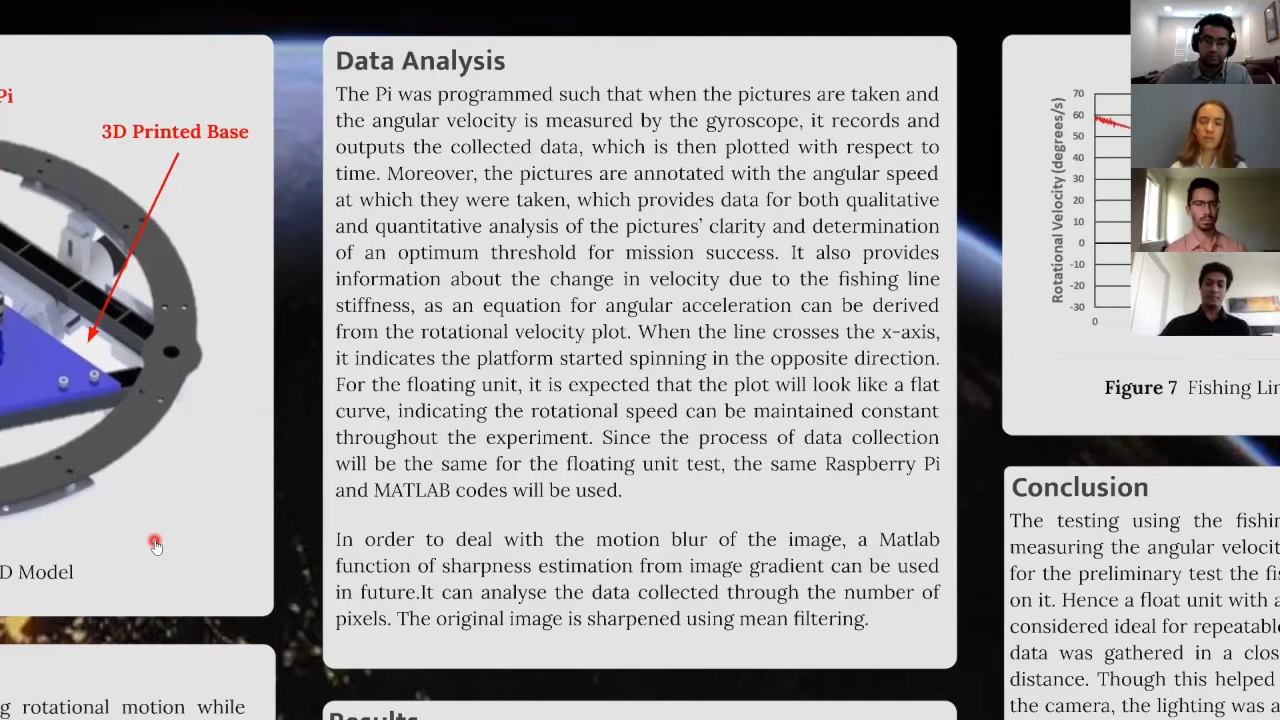 Pi
3D Printed Base
D Model
g rotational motion while
Data Analysis
The Pi was programmed such that when the pictures are taken and
the angular velocity is measured by the gyroscope, it records and
outputs the collected data, which is then plotted with respect to
time. Moreover, the pictures are annotated with the angular speed
at which they were taken, which provides data for both qualitative
and quantitative analysis of the pictures' clarity and determination
of an optimum threshold for mission success. It also provides
information about the change in velocity due to the fishing line
stiffness, as an equation for angular acceleration can be derived
from the rotational velocity plot. When the line crosses the x-axis,
it indicates the platform started spinning in the opposite direction.
For the floating unit, it is expected that the plot will look like a flat
curve, indicating the rotational speed can be maintained constant
throughout the experiment. Since the process of data collection
will be the same for the floating unit test, the same Raspberry Pi
and MATLAB codes will be used.
In order to deal with the motion blur of the image, a Matlab
function of sharpness estimation from image gradient can be used
in future.It can analyse the data collected through the number of
pixels. The original image is sharpened using mean filtering.
Results
Rotational Velocity (degrees/s)
70
60
50
40
30
20
10
0
-10
-20
-30
0
Figure 7 Fishing Li
Conclusion
The testing using the fishi
measuring the angular velocit
for the preliminary test the fi
on it. Hence a float unit with a
considered ideal for repeatabl
data was gathered in a clos
distance. Though this helped
the camera, the lighting was a